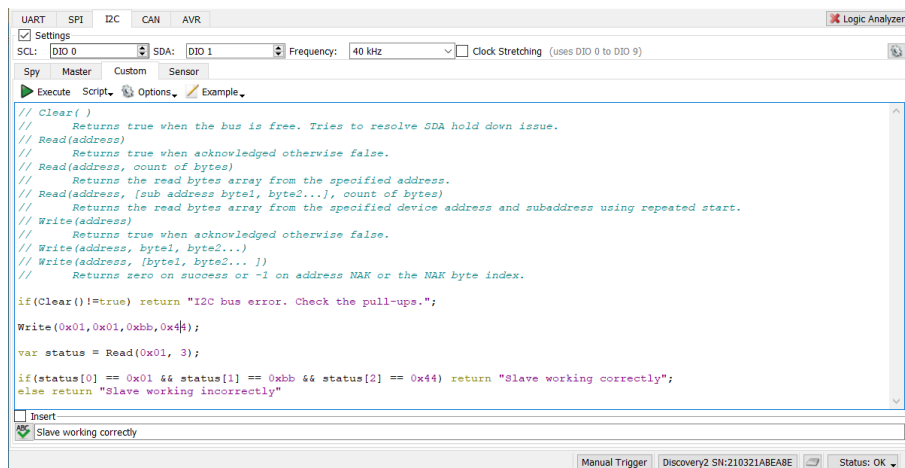 UART SPI I2C CAN AVR Logic Analyzer
Settings
SCL: DIO 0 SDA: DIO 1 Frequency: 40 kHz Clock Stretching (uses DIO 0 to DIO 9)
Spy Master Custom Sensor
Execute Script Options Example
// Clear( )
// Returns true when the bus is free. Tries to resolve SDA hold down issue.
// Read(address)
// Returns true when acknowledged otherwise false.
// Read(address, count of bytes)
// Returns the read bytes array from the specified address.
// Read(address, [sub address byte1, byte2...], count of bytes)
// Returns the read bytes array from the specified device address and subaddress using repeated start.
// Write(address)
// Returns true when acknowledged otherwise false.
// Write(address, byte1, byte2...)
// Write(address, [byte1, byte2... ])
// Returns zero on success or -1 on address NAK or the NAK byte index.
if(Clear()!=true) return "I2C bus error. Check the pull-ups.";
Write(0x01,0x01,0xbb,0x44);
var status = Read(0x01, 3);
if(status[0] == 0x01 && status[1] == 0xbb && status[2] == 0x44) return "Slave working correctly";
else return "Slave working incorrectly"
Insert
ABC Slave working correctly
Manual Trigger Discovery2 SN:210321ABEA8E Status: OK